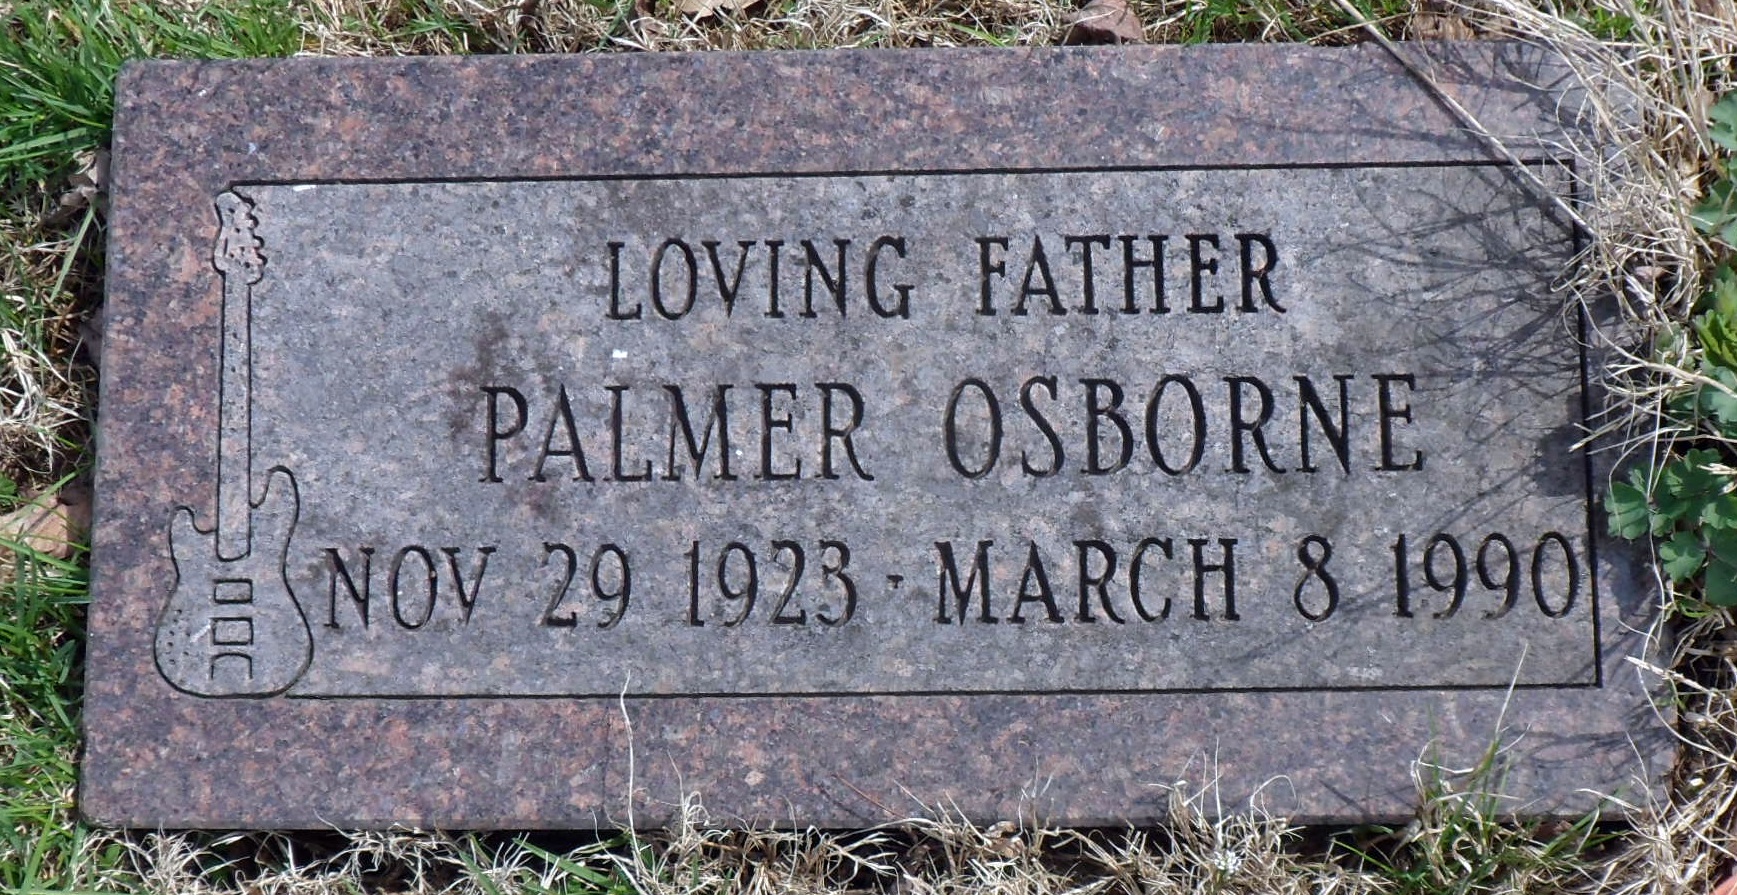 LOVING FATHER
PALMER OSBORNE
NOV 29 1923 · MARCH 8 1990